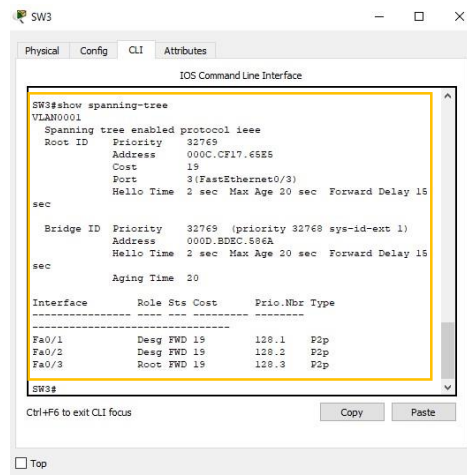 SW3
Physical Config CLI Attributes
IOS Command Line Interface
SW3#show spanning-tree
VLAN0001
Spanning tree enabled protocol ieee
Root ID Priority 32769
Address 000C.CF17.65E5
Cost 19
Port 3(FastEthernet0/3)
Hello Time 2 sec Max Age 20 sec Forward Delay 15
sec
Bridge ID Priority 32769 (priority 32768 sys-id-ext 1)
Address 000D.BDEC.586A
Hello Time 2 sec Max Age 20 sec Forward Delay 15
sec
Aging Time 20
Interface Role Sts Cost Prio.Nbr Type
---------------- ---- --- --------- --------
--------------------------------
Fa0/1 Desg FWD 19 128.1 P2p
Fa0/2 Desg FWD 19 128.2 P2p
Fa0/3 Root FWD 19 128.3 P2p
SW3#
Ctrl+F6 to exit CLI focus
Copy Paste
Top